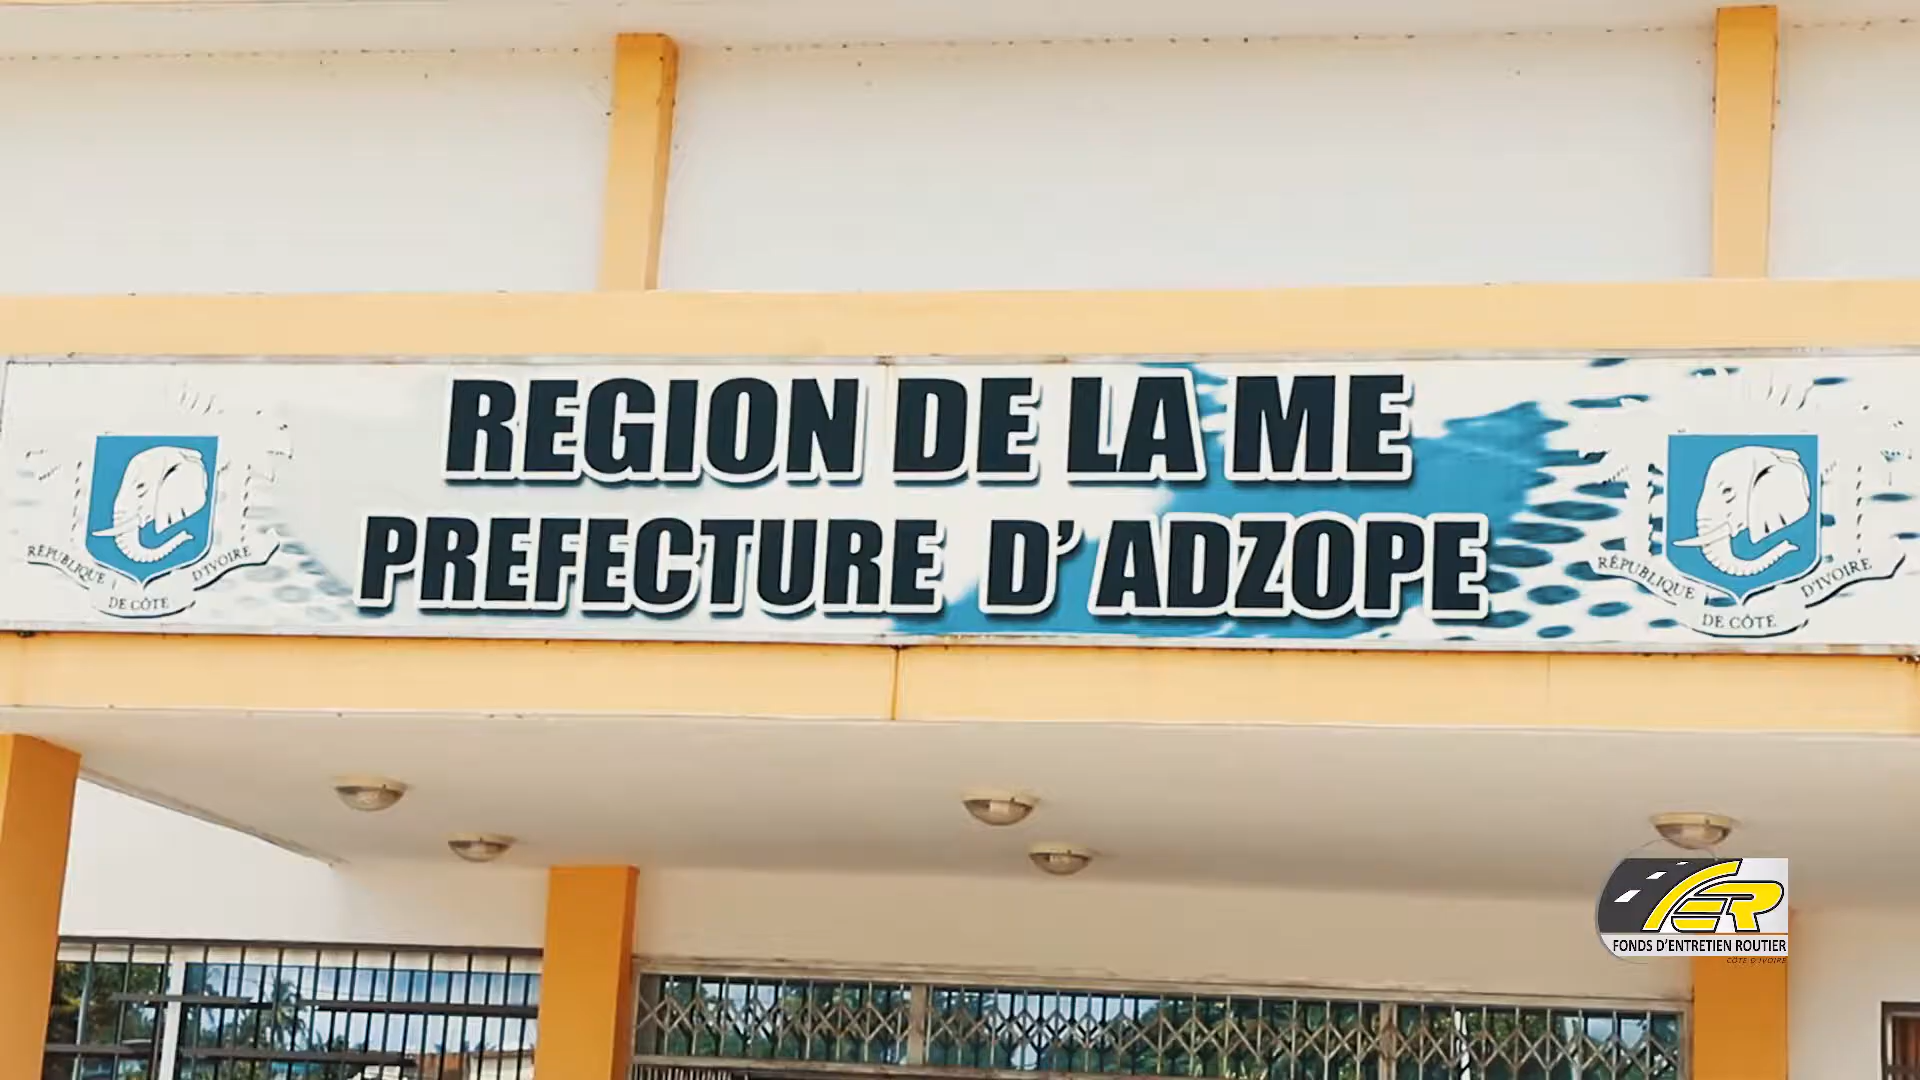 REGION DE LA ME
PREFECTURE D'ADZOPE
RÉPUBLIQUE DE CÔTE D'IVOIRE
RÉPUBLIQUE DE CÔTE D'IVOIRE
FER
FONDS D'ENTRETIEN ROUTIER
CÔTE D'IVOIRE